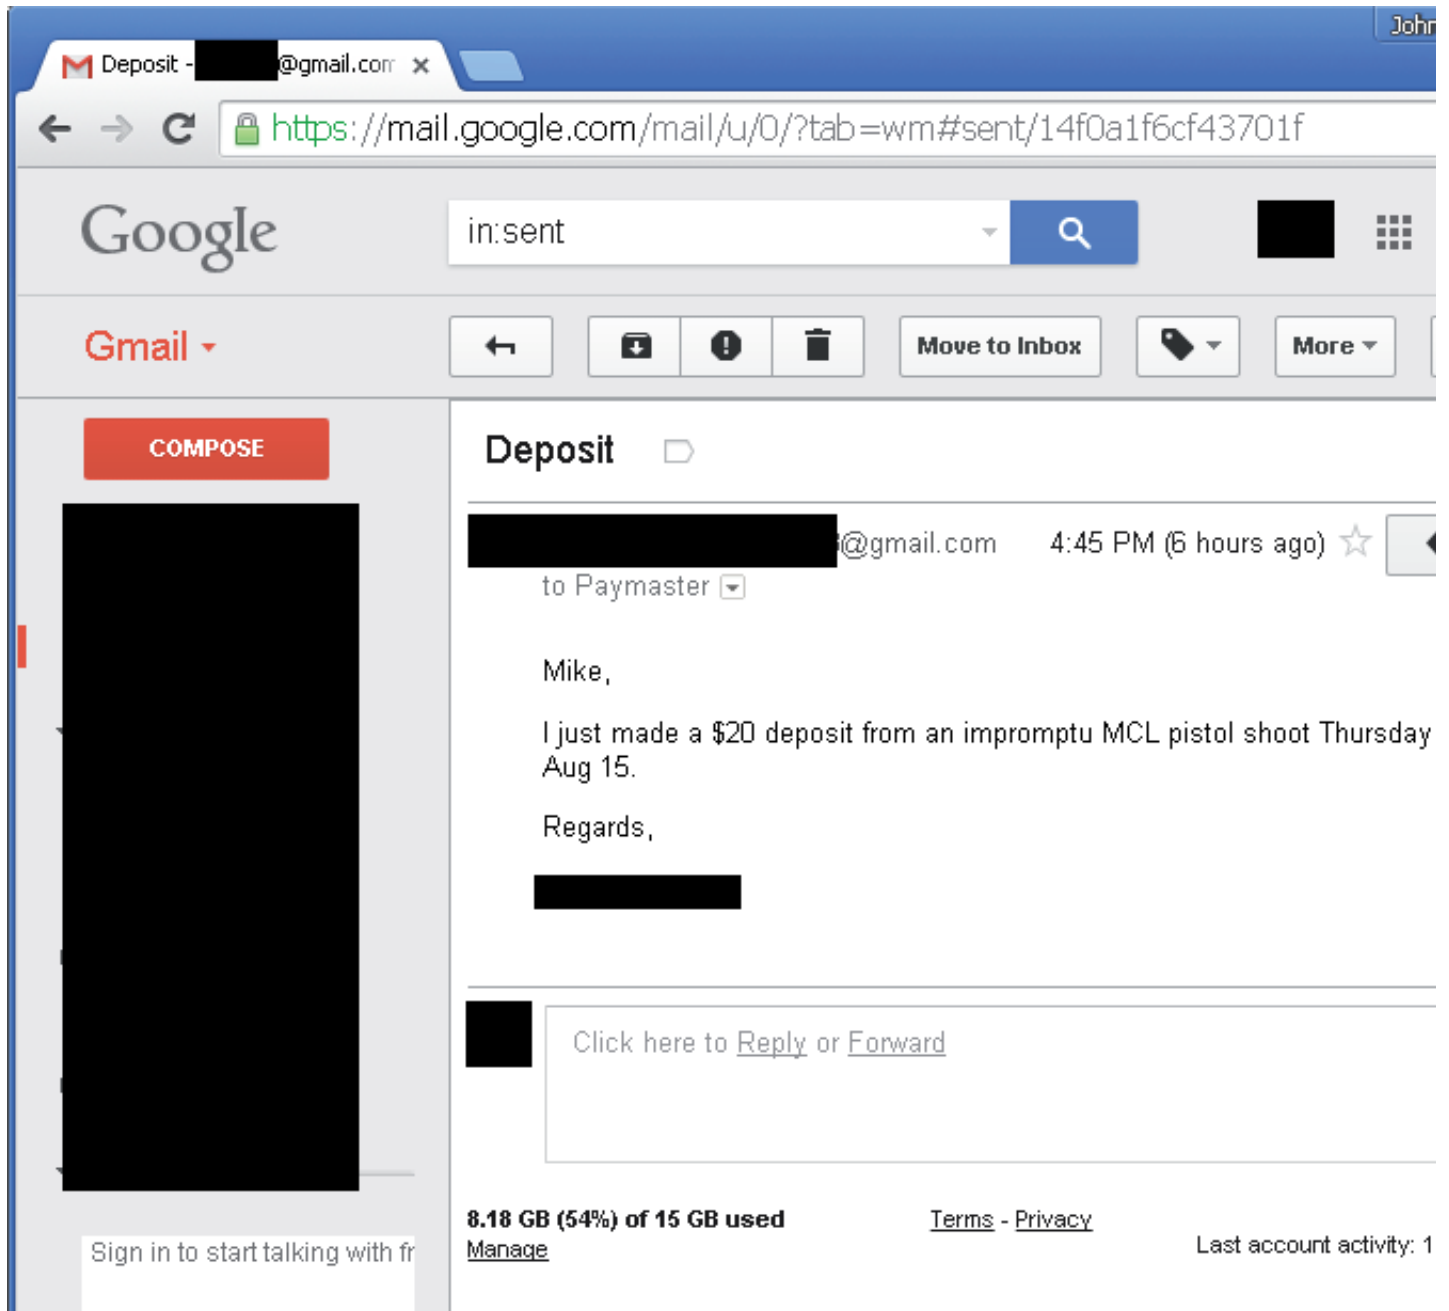 John
Deposit - @gmail.com
https://mail.google.com/mail/u/0/?tab=wm#sent/14f0a1f6cf43701f
Google
in:sent
Gmail
Move to Inbox
More
COMPOSE
Deposit
@gmail.com 4:45 PM (6 hours ago)
to Paymaster
Mike,
I just made a $20 deposit from an impromptu MCL pistol shoot Thursday
Aug 15.
Regards,
Click here to Reply or Forward
8.18 GB (54%) of 15 GB used
Manage
Terms - Privacy
Last account activity: 1
Sign in to start talking with fr